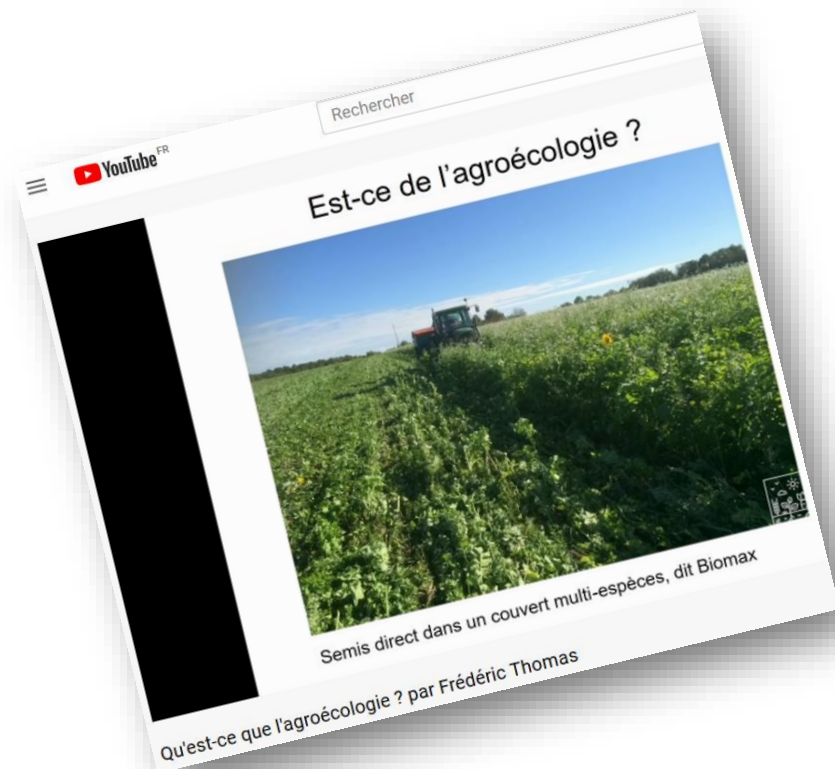 YouTube FR
Rechercher
Est-ce de l'agroécologie ?
Semis direct dans un couvert multi-espèces, dit Biomax
Qu'est-ce que l'agroécologie ? par Frédéric Thomas